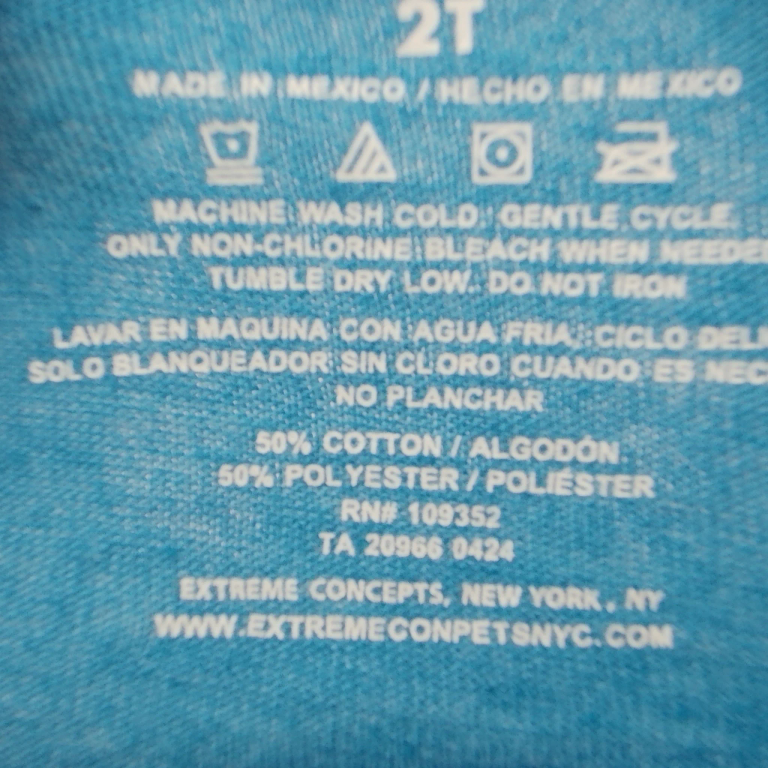 2T
MADE IN MEXICO / HECHO EN MEXICO
MACHINE WASH COLD. GENTLE CYCLE
ONLY NON-CHLORINE BLEACH WHEN NEEDE
TUMBLE DRY LOW. DO NOT IRON
LAVAR EN MAQUINA CON AGUA FRIA, CICLO DELI
SOLO BLANQUEADOR SIN CLORO CUANDO ES NEC
NO PLANCHAR
50% COTTON / ALGODÓN
50% POLYESTER / POLIÉSTER
RN# 109352
TA 20966 0424
EXTREME CONCEPTS, NEW YORK, NY
WWW.EXTREMECONPETSNYC.COM